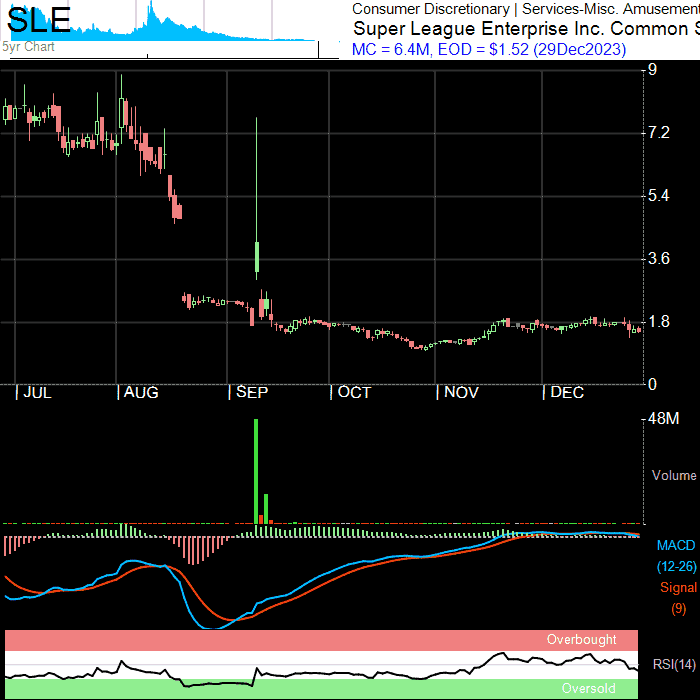 SLE
5yr Chart
Consumer Discretionary | Services-Misc. Amusement
Super League Enterprise Inc. Common S
MC = 6.4M, EOD = $1.52 (29Dec2023)
9
7.2
5.4
3.6
1.8
0
JUL AUG SEP OCT NOV DEC
48M
Volume
MACD
(12-26)
Signal
(9)
Overbought
RSI(14)
Oversold